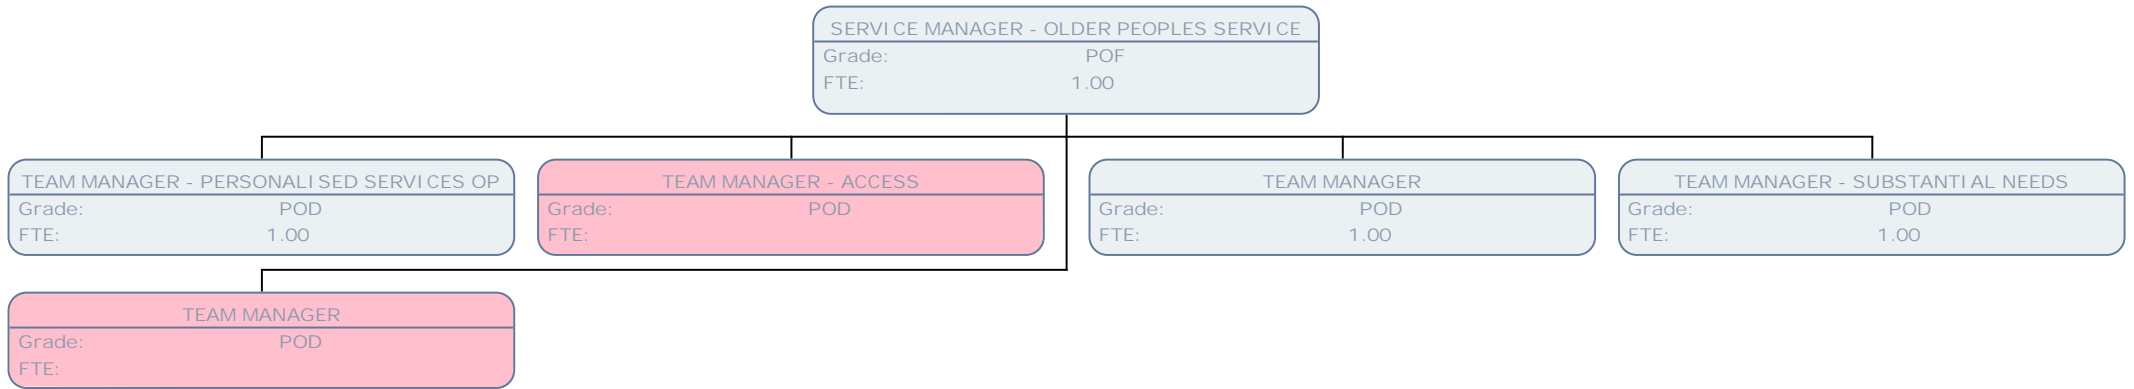 SERVICE MANAGER - OLDER PEOPLES SERVICE
Grade: POF
FTE: 1.00
TEAM MANAGER - PERSONALISED SERVICES OP
Grade: POD
FTE: 1.00
TEAM MANAGER - ACCESS
Grade: POD
FTE:
TEAM MANAGER
Grade: POD
FTE: 1.00
TEAM MANAGER - SUBSTANTIAL NEEDS
Grade: POD
FTE: 1.00
TEAM MANAGER
Grade: POD
FTE: